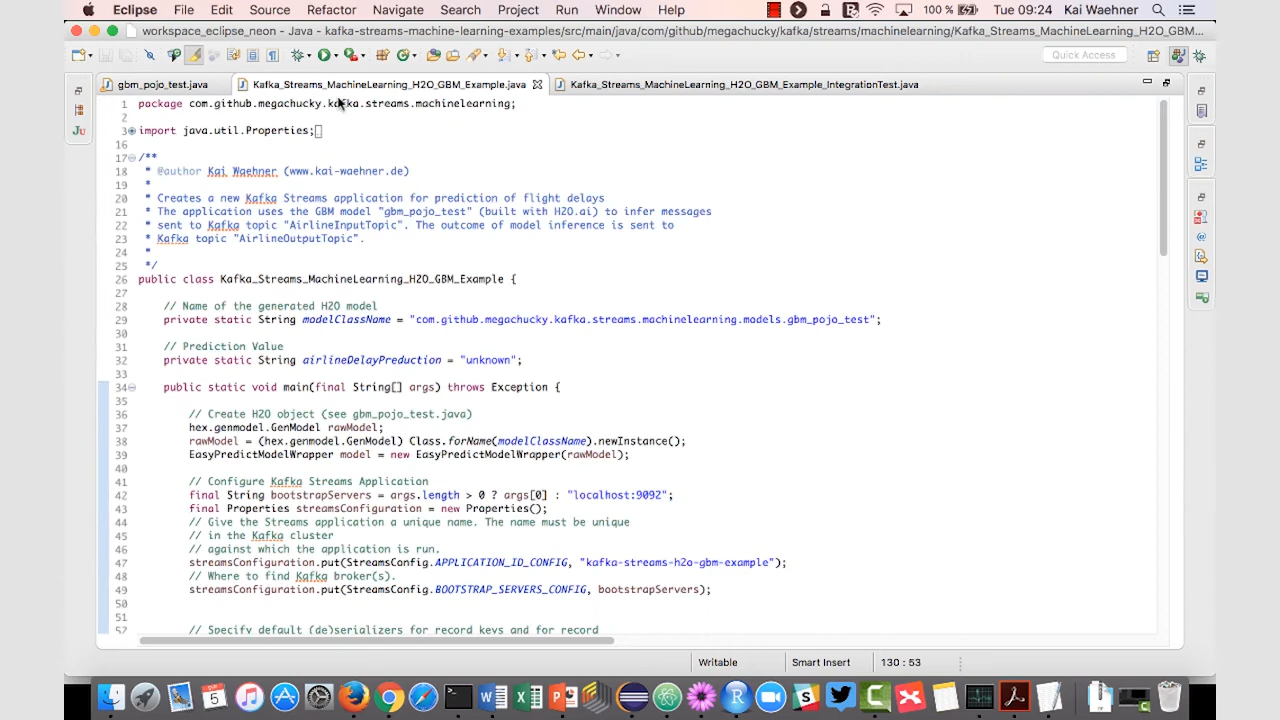 Eclipse File Edit Source Refactor Navigate Search Project Run Window Help 100 % Tue 09:24 Kai Waehner
workspace_eclipse_neon - Java - kafka-streams-machine-learning-examples/src/main/java/com/github/megachucky/kafka/streams/machinelearning/Kafka_Streams_MachineLearning_H2O_GBM_...
Quick Access
gbm_pojo_test.java Kafka_Streams_MachineLearning_H2O_GBM_Example.java Kafka_Streams_MachineLearning_H2O_GBM_Example_IntegrationTest.java
1 package com.github.megachucky.kafka.streams.machinelearning;
2
3 import java.util.Properties;
16
17 /**
18 * @author Kai Waehner (www.kai-waehner.de)
19 *
20 * Creates a new Kafka Streams application for prediction of flight delays
21 * The application uses the GBM model "gbm_pojo_test" (built with H2O.ai) to infer messages
22 * sent to Kafka topic "AirlineInputTopic". The outcome of model inference is sent to
23 * Kafka topic "AirlineOutputTopic".
24 *
25 */
26 public class Kafka_Streams_MachineLearning_H2O_GBM_Example {
27
28 // Name of the generated H2O model
29 private static String modelClassName = "com.github.megachucky.kafka.streams.machinelearning.models.gbm_pojo_test";
30
31 // Prediction Value
32 private static String airlineDelayPreduction = "unknown";
33
34 public static void main(final String[] args) throws Exception {
35
36 // Create H2O object (see gbm_pojo_test.java)
37 hex.genmodel.GenModel rawModel;
38 rawModel = (hex.genmodel.GenModel) Class.forName(modelClassName).newInstance();
39 EasyPredictModelWrapper model = new EasyPredictModelWrapper(rawModel);
40
41 // Configure Kafka Streams Application
42 final String bootstrapServers = args.length > 0 ? args[0] : "localhost:9092";
43 final Properties streamsConfiguration = new Properties();
44 // Give the Streams application a unique name. The name must be unique
45 // in the Kafka cluster
46 // against which the application is run.
47 streamsConfiguration.put(StreamsConfig.APPLICATION_ID_CONFIG, "kafka-streams-h2o-gbm-example");
48 // Where to find Kafka broker(s).
49 streamsConfiguration.put(StreamsConfig.BOOTSTRAP_SERVERS_CONFIG, bootstrapServers);
50
51
52 // Specify default (de)serializers for record keys and for record
Writable Smart Insert 130 : 53